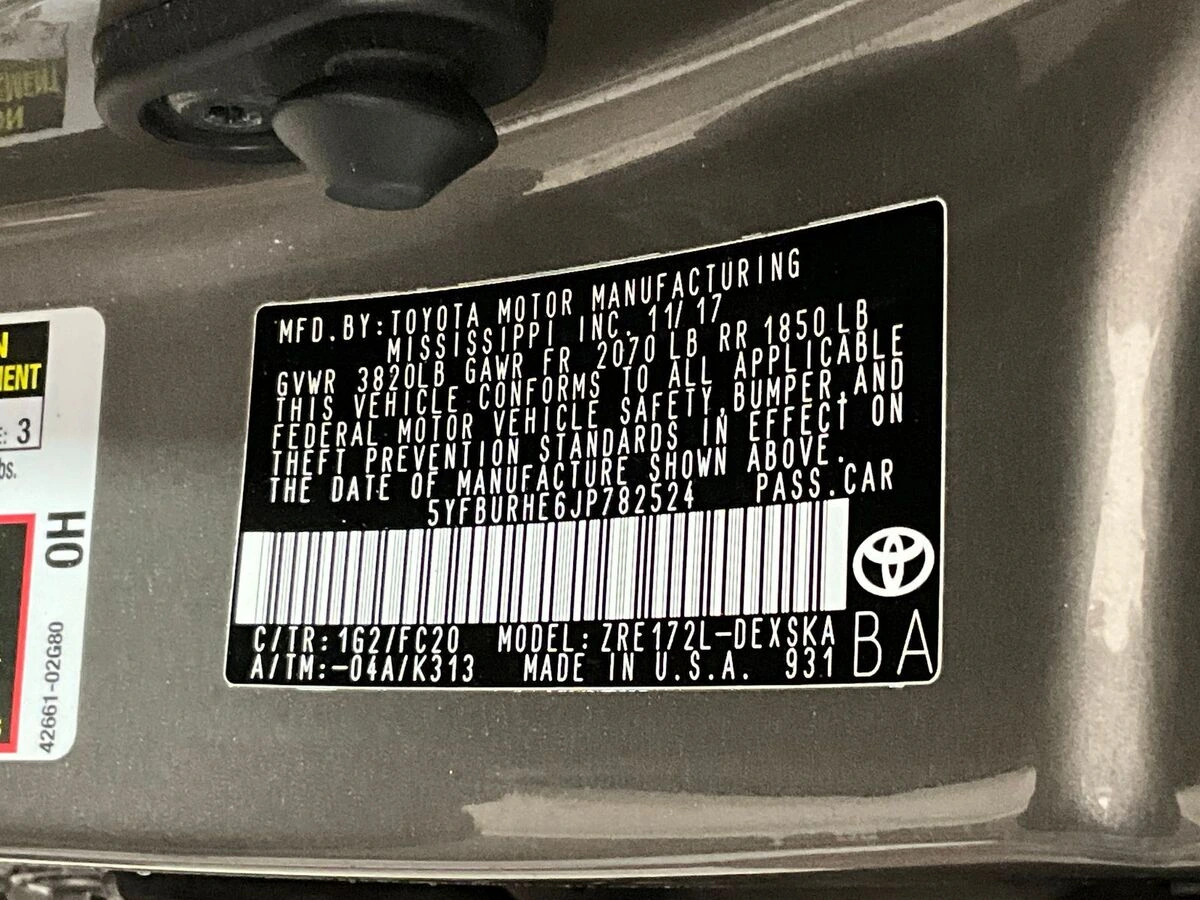 MFD.BY:TOYOTA MOTOR MANUFACTURING
MISSISSIPPI INC. 11/17
GVWR 3820LB GAWR FR 2070 LB RR 1850 LB
THIS VEHICLE CONFORMS TO ALL APPLICABLE
FEDERAL MOTOR VEHICLE SAFETY,BUMPER,AND
THEFT PREVENTION STANDARDS IN EFFECT ON
THE DATE OF MANUFACTURE SHOWN ABOVE.
5YFBURHE6JP782524 PASS.CAR
C/TR:1G2/FC20 MODEL:ZRE172L-DEXSKA
A/TM:-04A/K313 MADE IN U.S.A. 931
BA
3
0H
42661-02G80